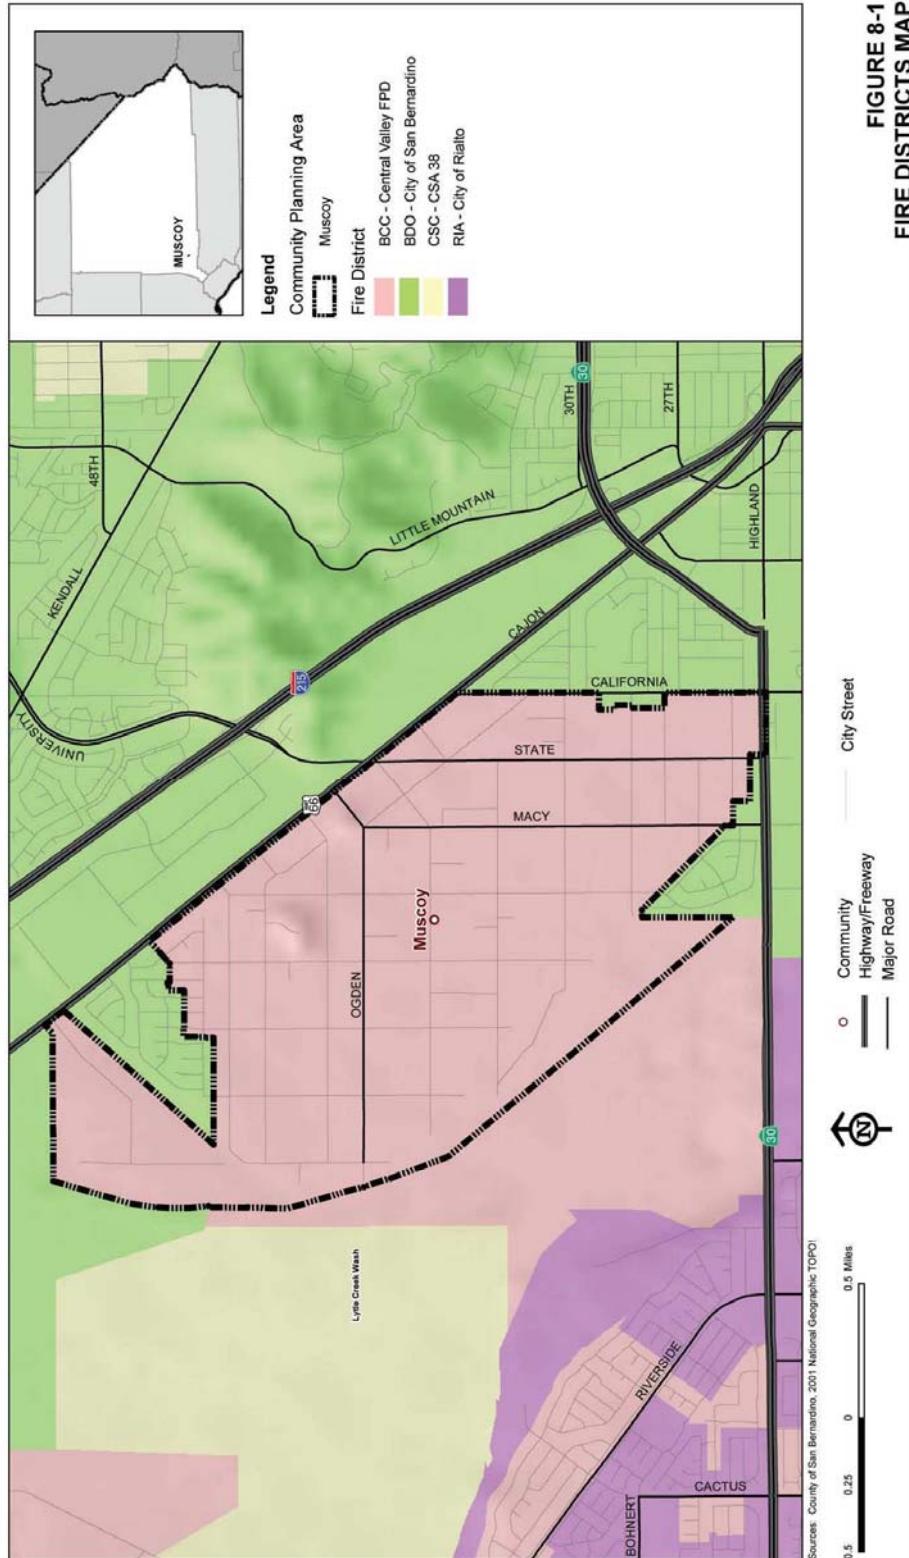 FIGURE 8-1
FIRE DISTRICTS MAP
MUSCOY
Legend
Community Planning Area
Muscoy
Fire District
BCC - Central Valley FPD
BDO - City of San Bernardino
CSC - CSA 38
RIA - City of Rialto
48TH
KENDALL
UNIVERSITY
215
LITTLE MOUNTAIN
30TH
30
27TH
HIGHLAND
CAJON
CALIFORNIA
STATE
66
MACY
Muscoy
OGDEN
Lytle Creek Wash
30
RIVERSIDE
CACTUS
BOHNERT
Sources: County of San Bernardino, 2001 National Geographic TOPO!
0.5 0.25 0 0.5 Miles
N
Community
Highway/Freeway
Major Road
City Street